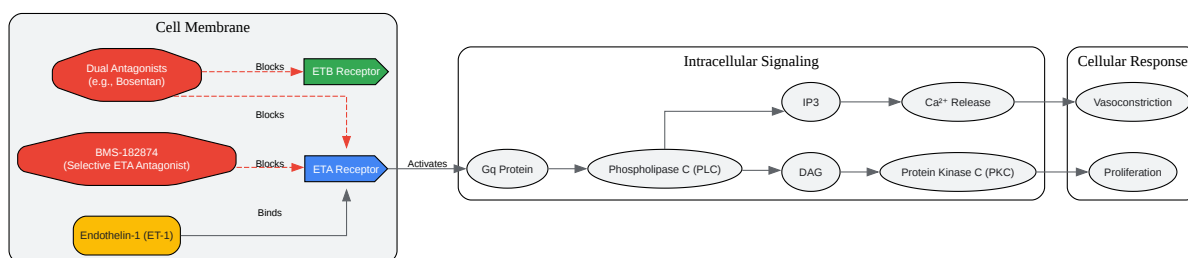 Cell Membrane
Dual Antagonists
(e.g., Bosentan)
Blocks
ETB Receptor
Blocks
BMS-182874
(Selective ETA Antagonist)
Blocks
ETA Receptor
Activates
Binds
Endothelin-1 (ET-1)
Intracellular Signaling
IP3
Ca²⁺ Release
Gq Protein
Phospholipase C (PLC)
DAG
Protein Kinase C (PKC)
Cellular Response
Vasoconstriction
Proliferation